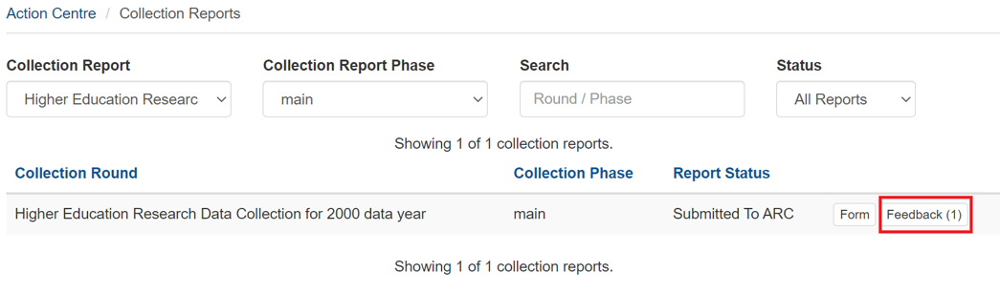 Action Centre / Collection Reports
Collection Report Collection Report Phase Search Status
Higher Education Researc main Round / Phase All Reports
Showing 1 of 1 collection reports.
Collection Round Collection Phase Report Status
Higher Education Research Data Collection for 2000 data year main Submitted To ARC Form Feedback (1)
Showing 1 of 1 collection reports.